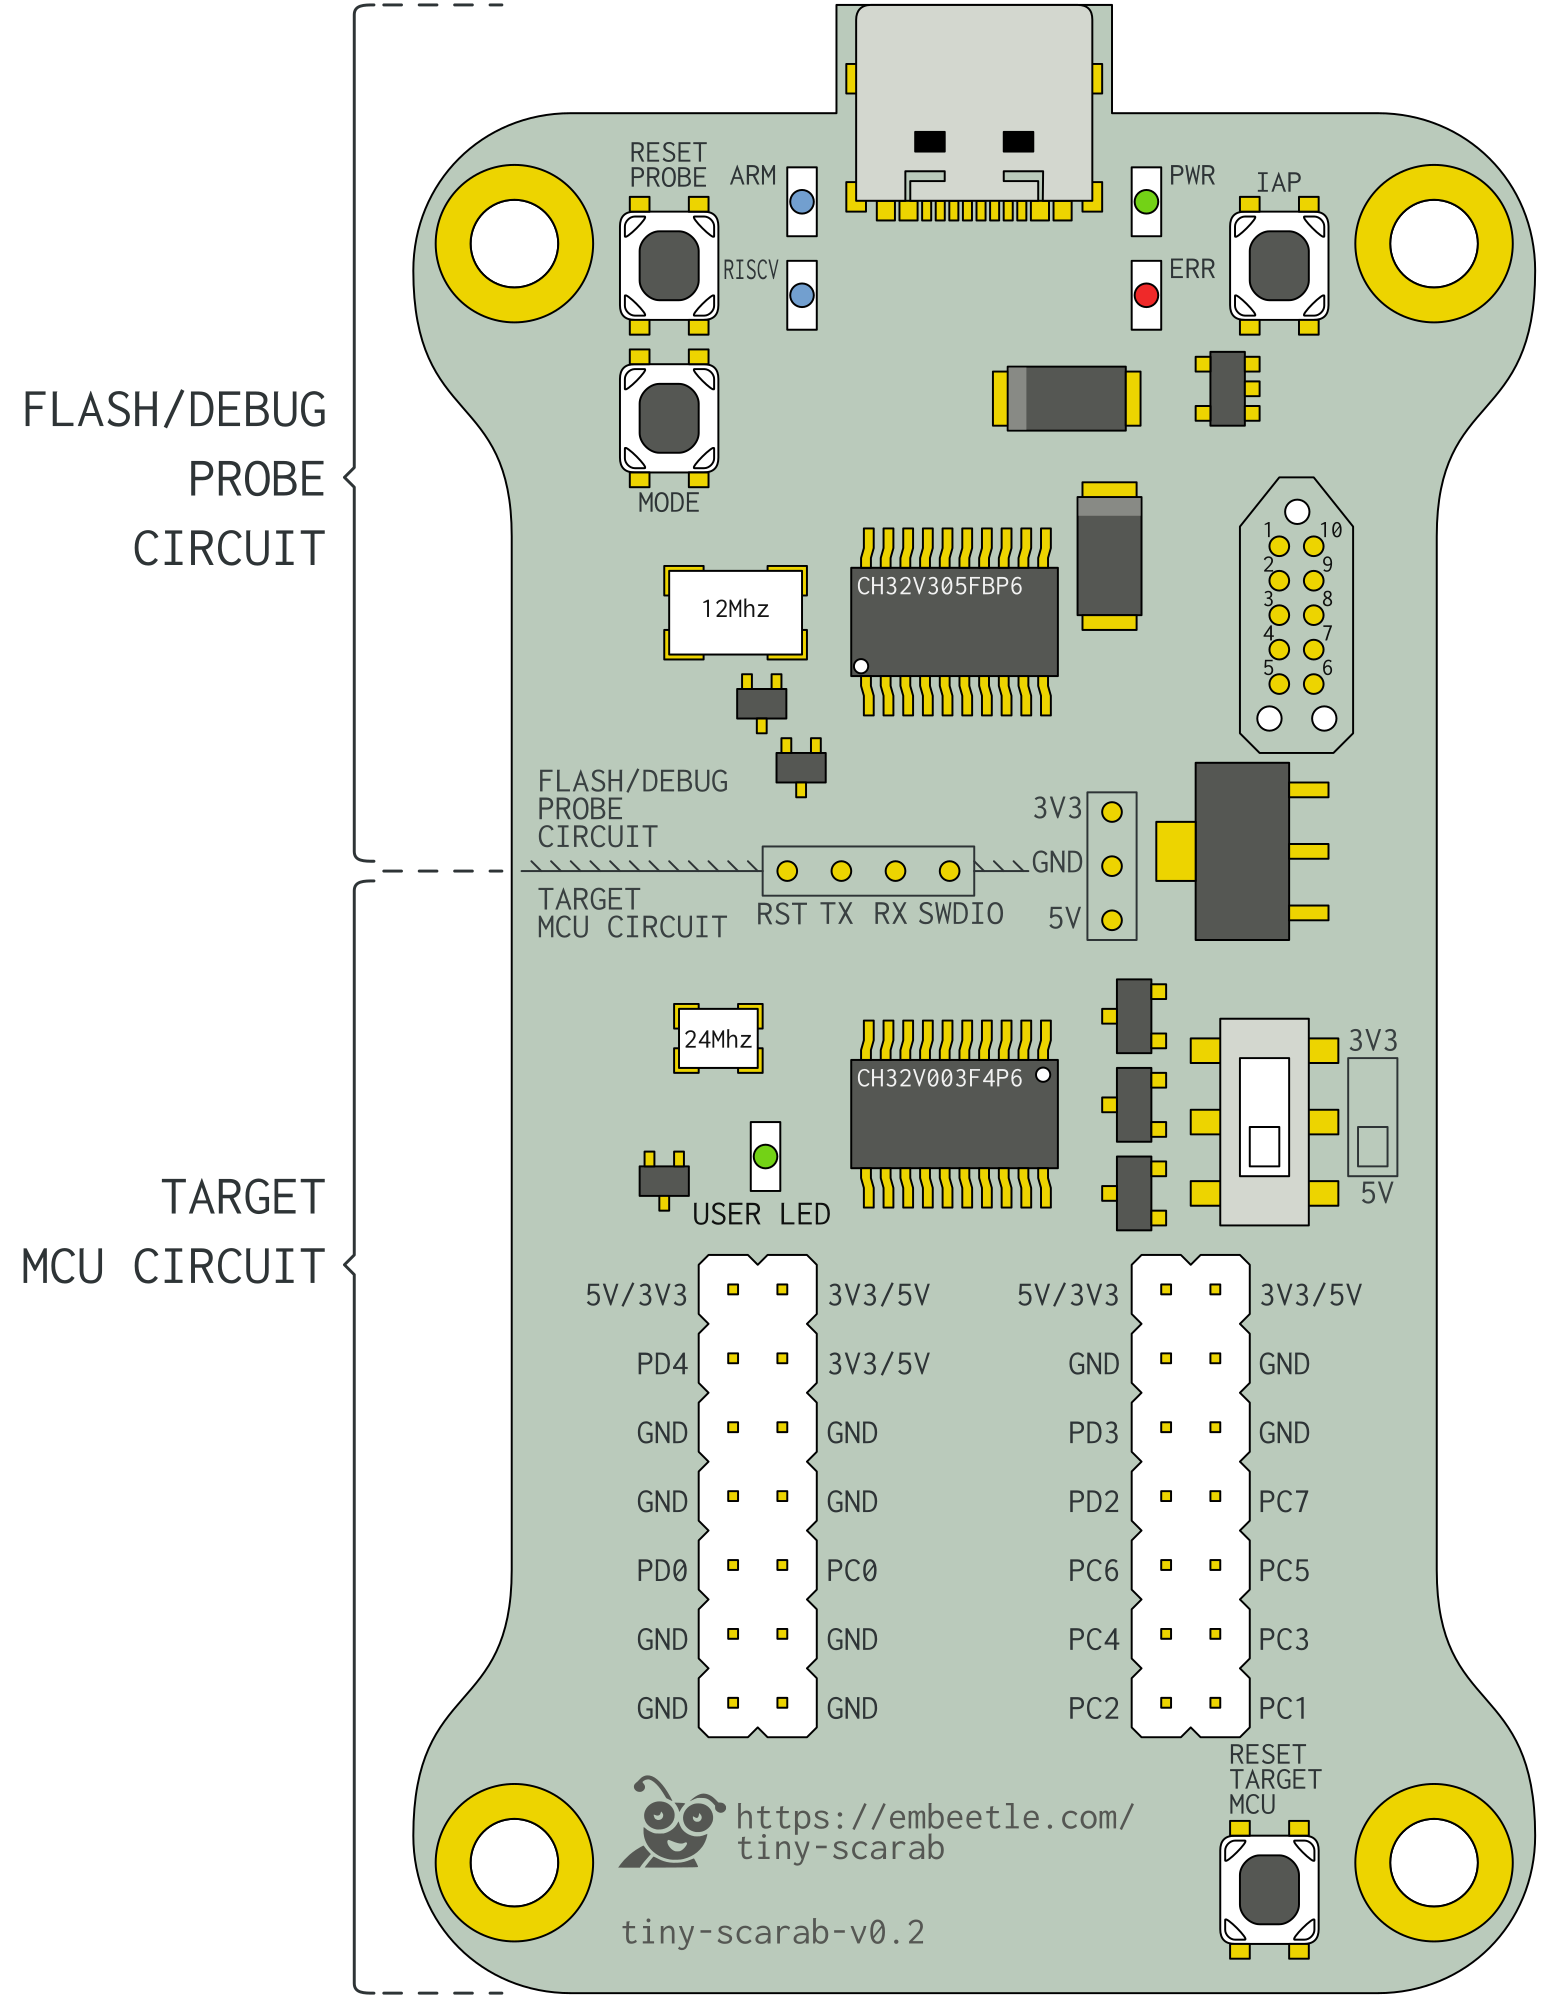 RESET
PROBE
ARM
PWR
IAP
RISCV
ERR
FLASH/DEBUG
PROBE
CIRCUIT
MODE
1 10
2 9
3 8
4 7
5 6
CH32V305FBP6
12Mhz
FLASH/DEBUG
PROBE
CIRCUIT
3V3
GND
5V
TARGET
MCU CIRCUIT
RST TX RX SWDIO
24Mhz
CH32V003F4P6
3V3
5V
TARGET
MCU CIRCUIT
USER LED
5V/3V3 3V3/5V 5V/3V3 3V3/5V
PD4 3V3/5V GND GND
GND GND PD3 GND
GND GND PD2 PC7
PD0 PC0 PC6 PC5
GND GND PC4 PC3
GND GND PC2 PC1
RESET
TARGET
MCU
https://embeetle.com/
tiny-scarab
tiny-scarab-v0.2